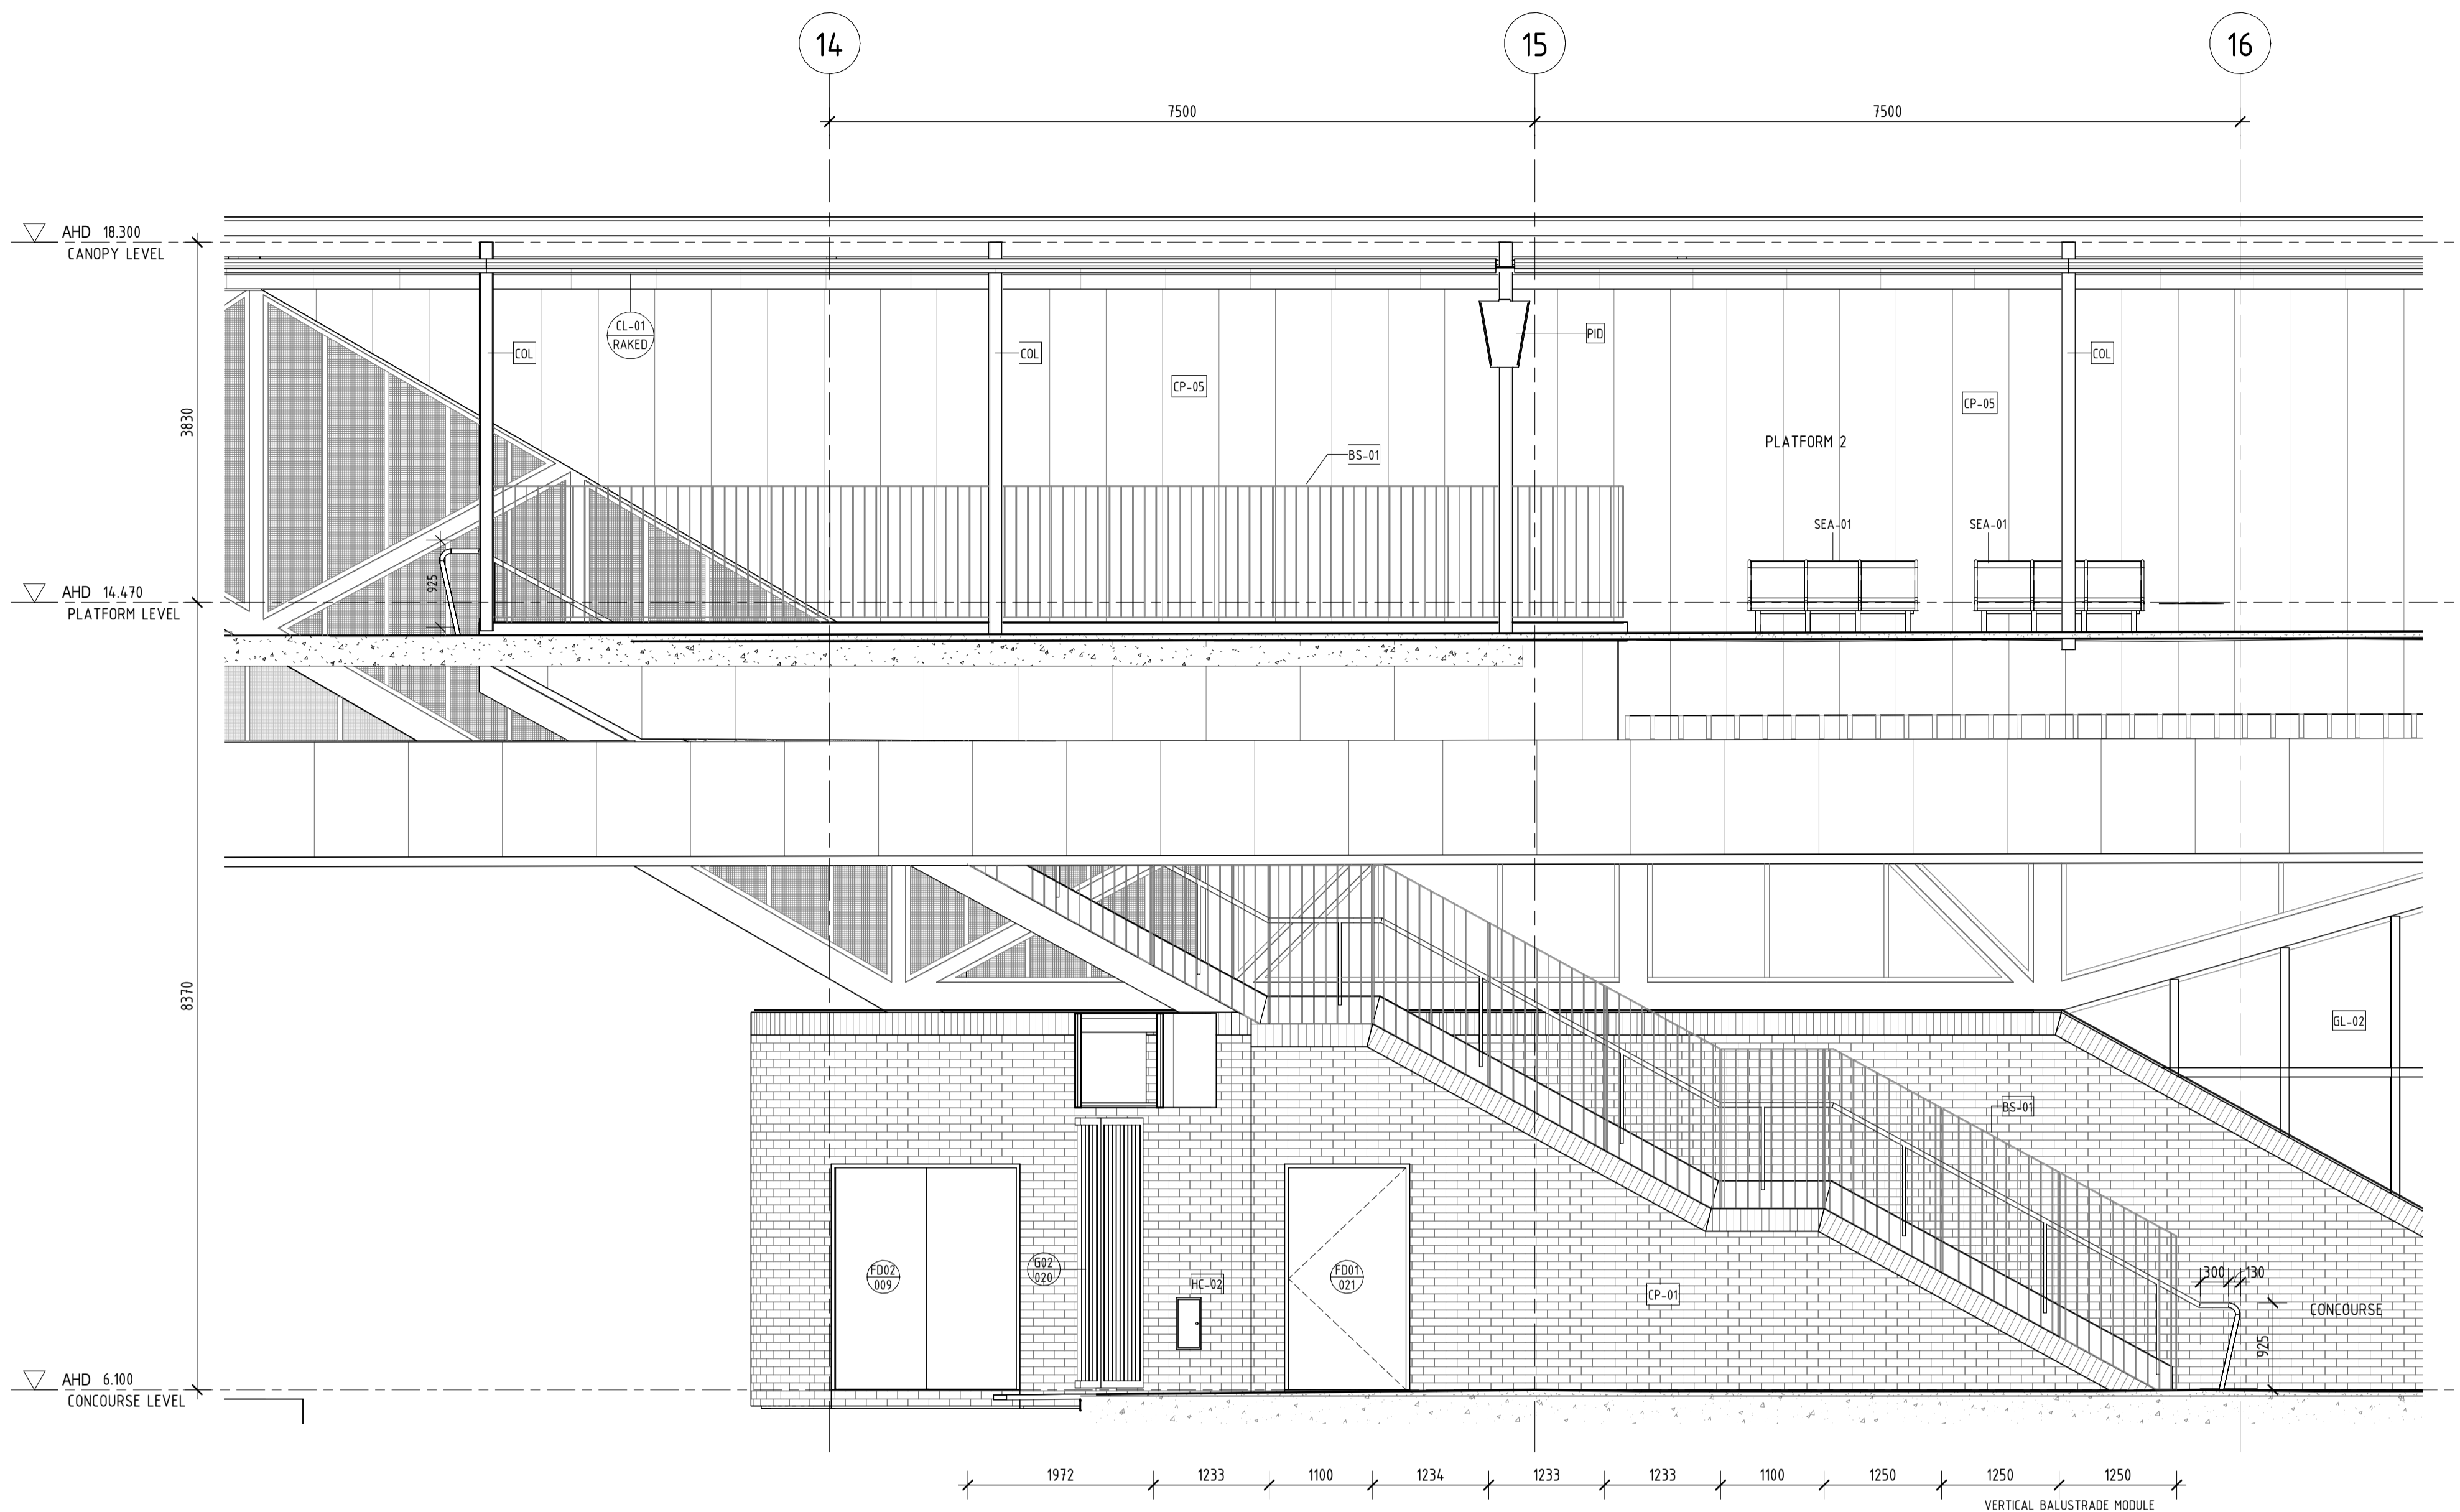 14
15
16
7500
7500
AHD 18.300
CANOPY LEVEL
CL-01
RAKED
PID
COL
COL
COL
CP-05
CP-05
3830
PLATFORM 2
BS-01
SEA-01
SEA-01
925
AHD 14.470
PLATFORM LEVEL
8370
GL-02
BS-01
G02
020
FD02
009
HC-02
FD01
021
CP-01
300
130
CONCOURSE
925
AHD 6.100
CONCOURSE LEVEL
1972
1233
1100
1234
1233
1233
1100
1250
1250
1250
VERTICAL BALUSTRADE MODULE